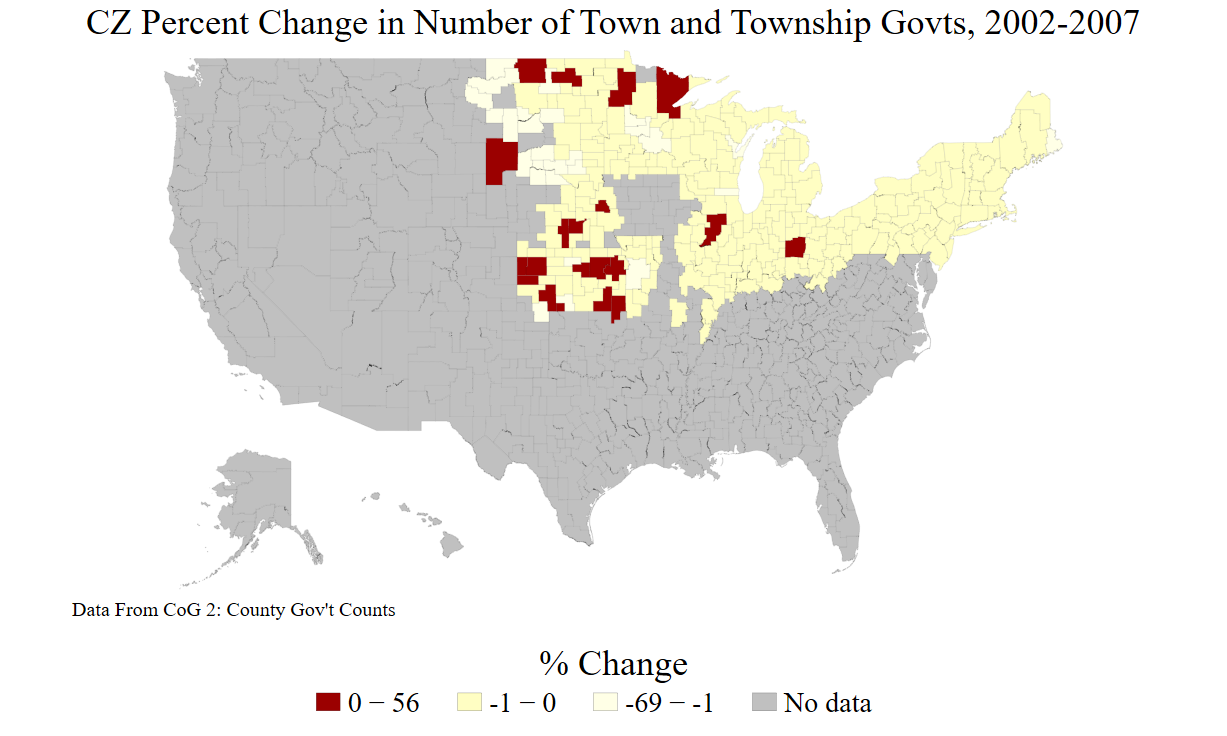 CZ Percent Change in Number of Town and Township Govts, 2002-2007
Data From CoG 2: County Gov't Counts
% Change
0 − 56 -1 − 0 -69 − -1 No data